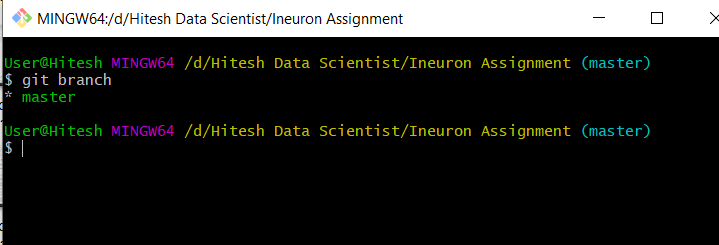 MINGW64:/d/Hitesh Data Scientist/Ineuron Assignment
User@Hitesh MINGW64 /d/Hitesh Data Scientist/Ineuron Assignment (master)
$ git branch
* master
User@Hitesh MINGW64 /d/Hitesh Data Scientist/Ineuron Assignment (master)
$